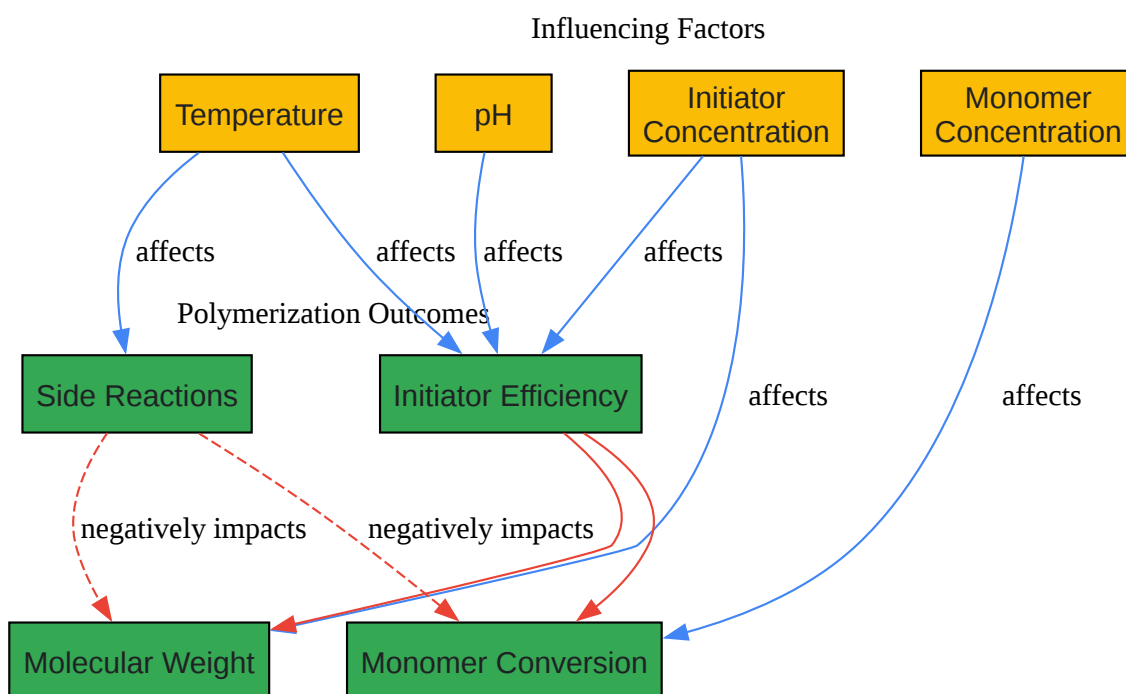 Influencing Factors
Temperature
pH
Initiator
Concentration
Monomer
Concentration
affects
affects
affects
affects
Polymerization Outcomes
Side Reactions
Initiator Efficiency
affects
affects
negatively impacts
negatively impacts
Molecular Weight
Monomer Conversion